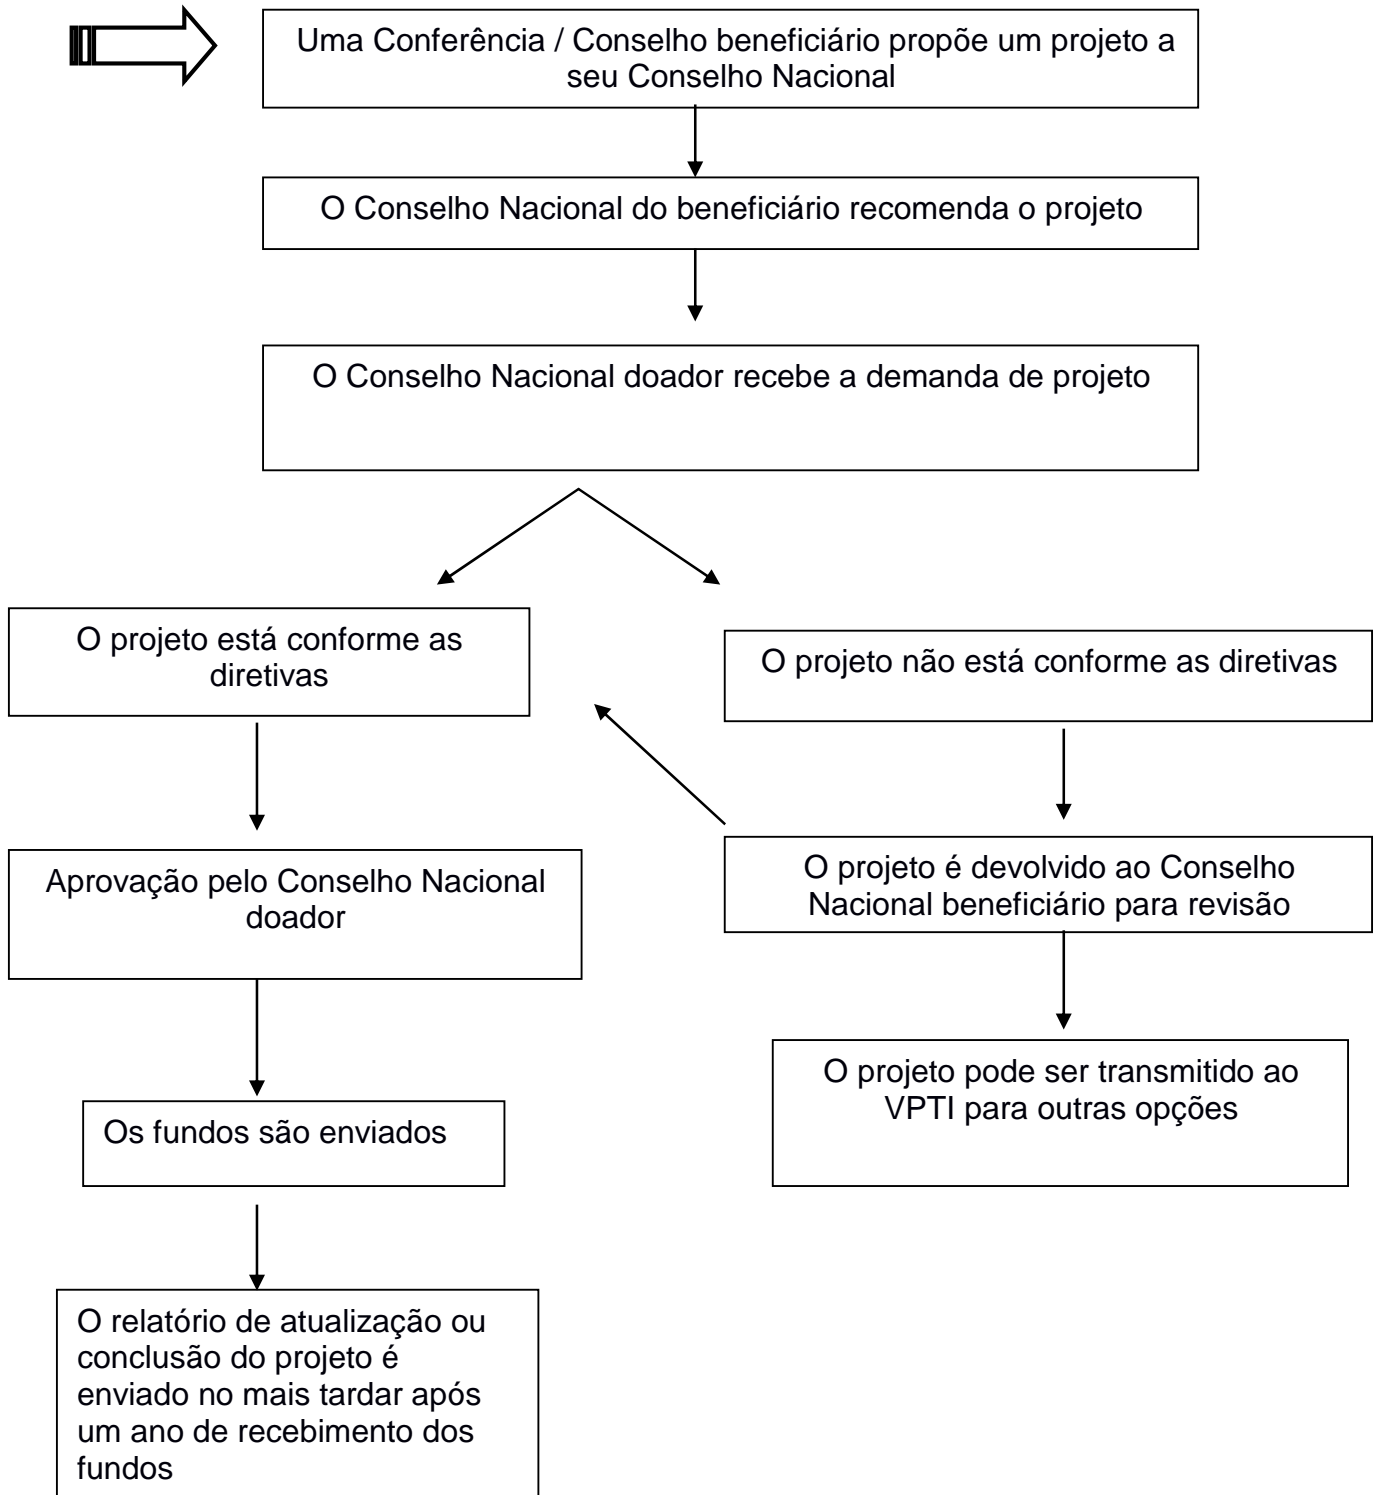 Uma Conferência / Conselho beneficiário propõe um projeto a
seu Conselho Nacional
O Conselho Nacional do beneficiário recomenda o projeto
O Conselho Nacional doador recebe a demanda de projeto
O projeto está conforme as
diretivas
O projeto não está conforme as diretivas
Aprovação pelo Conselho Nacional
doador
O projeto é devolvido ao Conselho
Nacional beneficiário para revisão
Os fundos são enviados
O projeto pode ser transmitido ao
VPTI para outras opções
O relatório de atualização ou
conclusão do projeto é
enviado no mais tardar após
um ano de recebimento dos
fundos